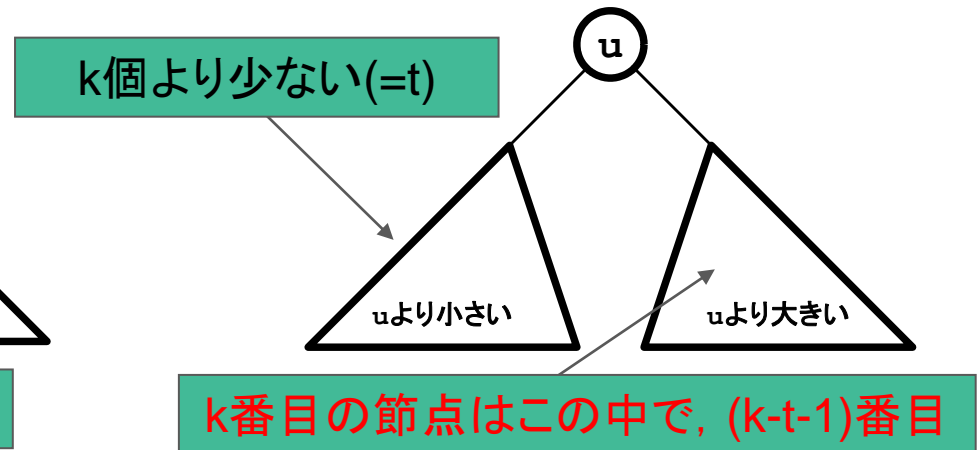 u
k個より少ない(=t)
uより小さい
uより大きい
k番目の節点はこの中で, (k-t-1)番目